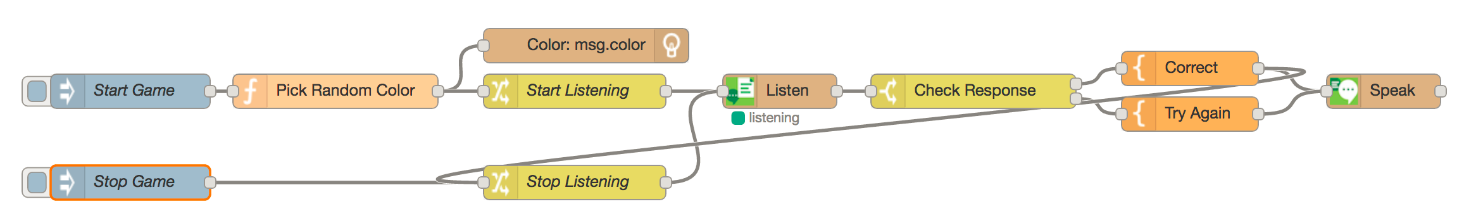 Color: msg.color
Start Game
Pick Random Color
Start Listening
Listen
Check Response
Correct
Speak
Try Again
listening
Stop Game
Stop Listening